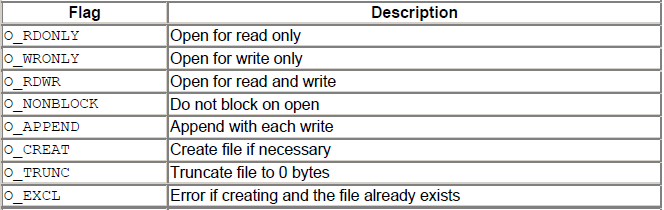 Flag Description
O_RDONLY Open for read only
O_WRONLY Open for write only
O_RDWR Open for read and write
O_NONBLOCK Do not block on open
O_APPEND Append with each write
O_CREAT Create file if necessary
O_TRUNC Truncate file to 0 bytes
O_EXCL Error if creating and the file already exists